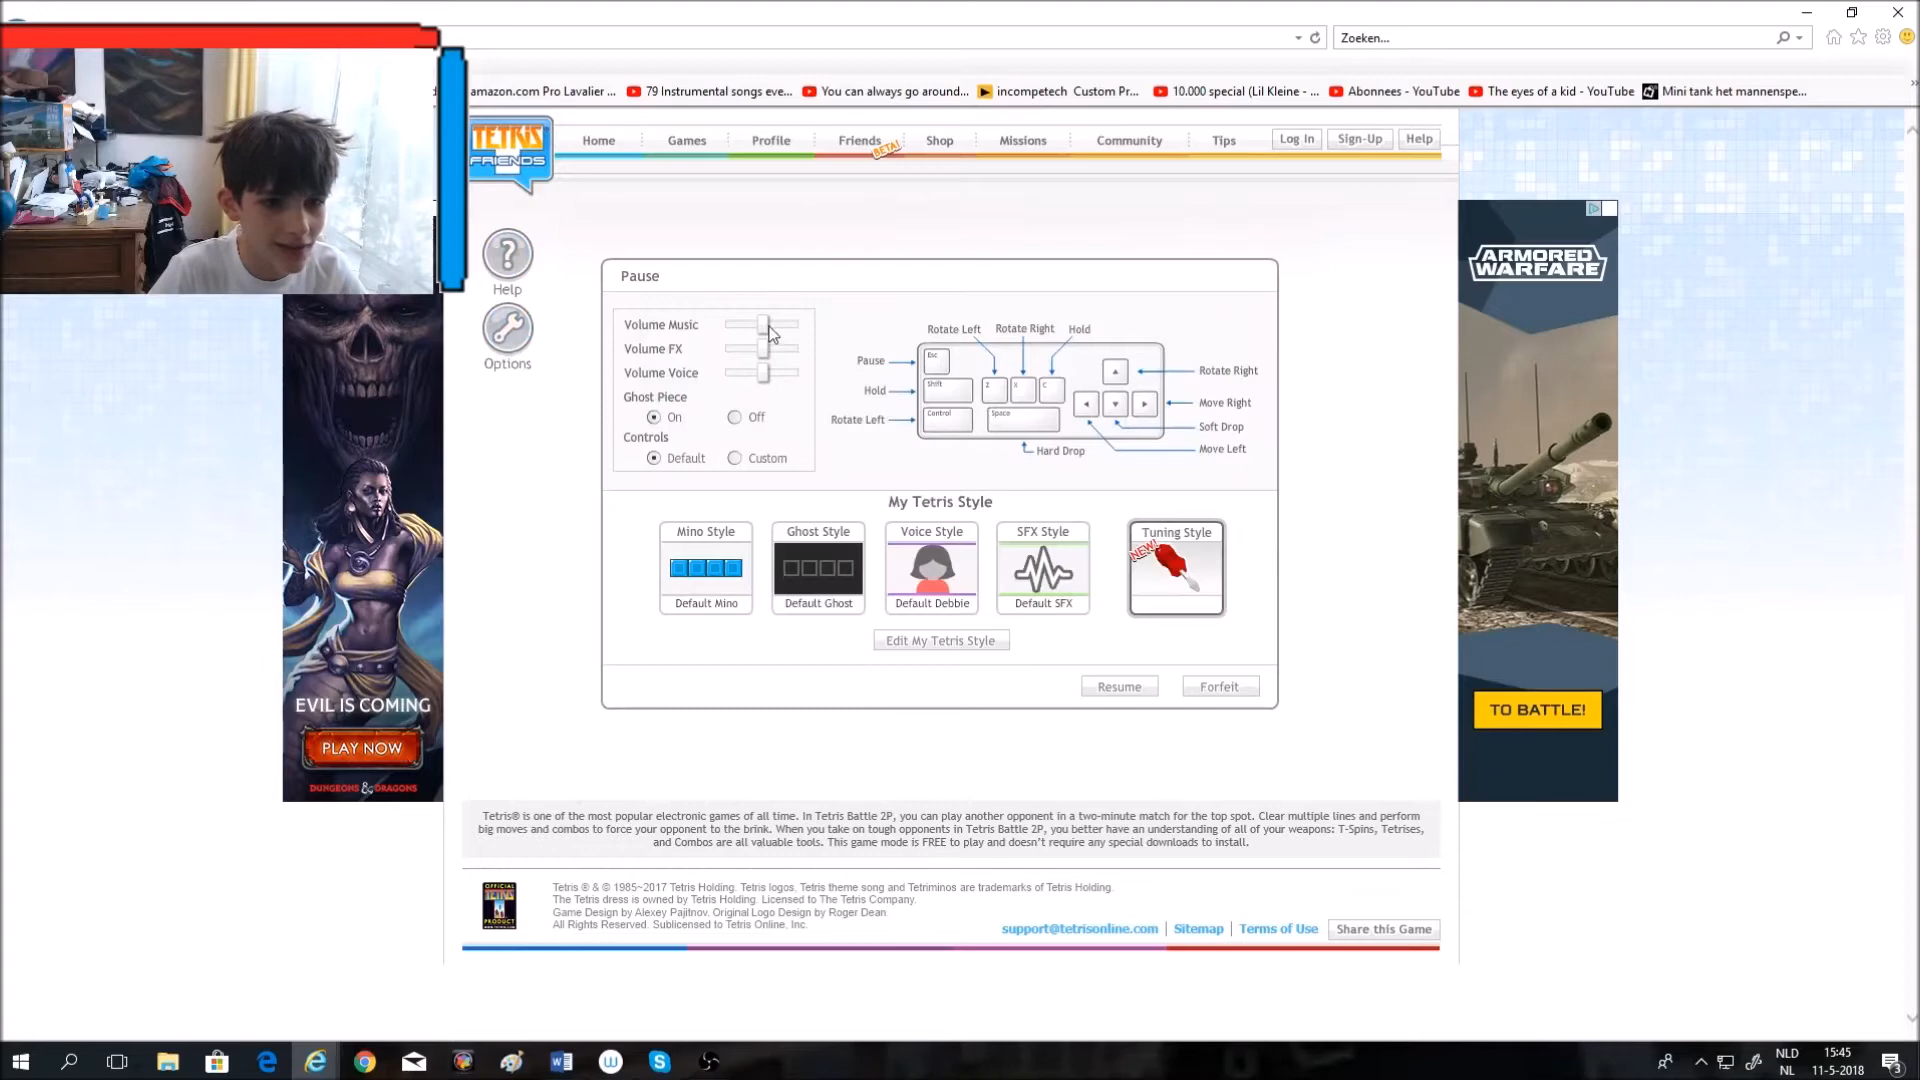 Zoeken...
amazon.com Pro Lavalier ...
79 Instrumental songs eve...
You can always go around...
incompetech Custom Pr...
10.000 special (Lil Kleine - ...
Abonnees - YouTube
The eyes of a kid - YouTube
Mini tank het mannenspe...
TETRIS
FRIENDS
Home
Games
Profile
Friends
BETA!
Shop
Missions
Community
Tips
Log In
Sign-Up
Help
Help
Options
Pause
Volume Music
Volume FX
Volume Voice
Ghost Piece
On
Off
Controls
Default
Custom
Rotate Left
Rotate Right
Hold
Pause
Hold
Rotate Left
Esc
Shift
Control
Z
X
C
Space
Rotate Right
Move Right
Soft Drop
Move Left
Hard Drop
My Tetris Style
Mino Style
Default Mino
Ghost Style
Default Ghost
Voice Style
Default Debbie
SFX Style
Default SFX
Tuning Style
NEW!
Edit My Tetris Style
Resume
Forfeit
EVIL IS COMING
PLAY NOW
DUNGEONS & DRAGONS
ARMORED
WARFARE
TO BATTLE!
Tetris® is one of the most popular electronic games of all time. In Tetris Battle 2P, you can play another opponent in a two-minute match for the top spot. Clear multiple lines and perform
big moves and combos to force your opponent to the brink. When you take on tough opponents in Tetris Battle 2P, you better have an understanding of all of your weapons: T-Spins, Tetrises,
and Combos are all valuable tools. This game mode is FREE to play and doesn't require any special downloads to install.
OFFICIAL
TETRIS
PRODUCT
Tetris ® & © 1985~2017 Tetris Holding. Tetris logos, Tetris theme song and Tetriminos are trademarks of Tetris Holding.
The Tetris dress is owned by Tetris Holding. Licensed to The Tetris Company.
Game Design by Alexey Pajitnov. Original Logo Design by Roger Dean.
All Rights Reserved. Sublicensed to Tetris Online, Inc.
support@tetrisonline.com | Sitemap | Terms of Use
Share this Game
NLD
NL
15:45
11-5-2018
3